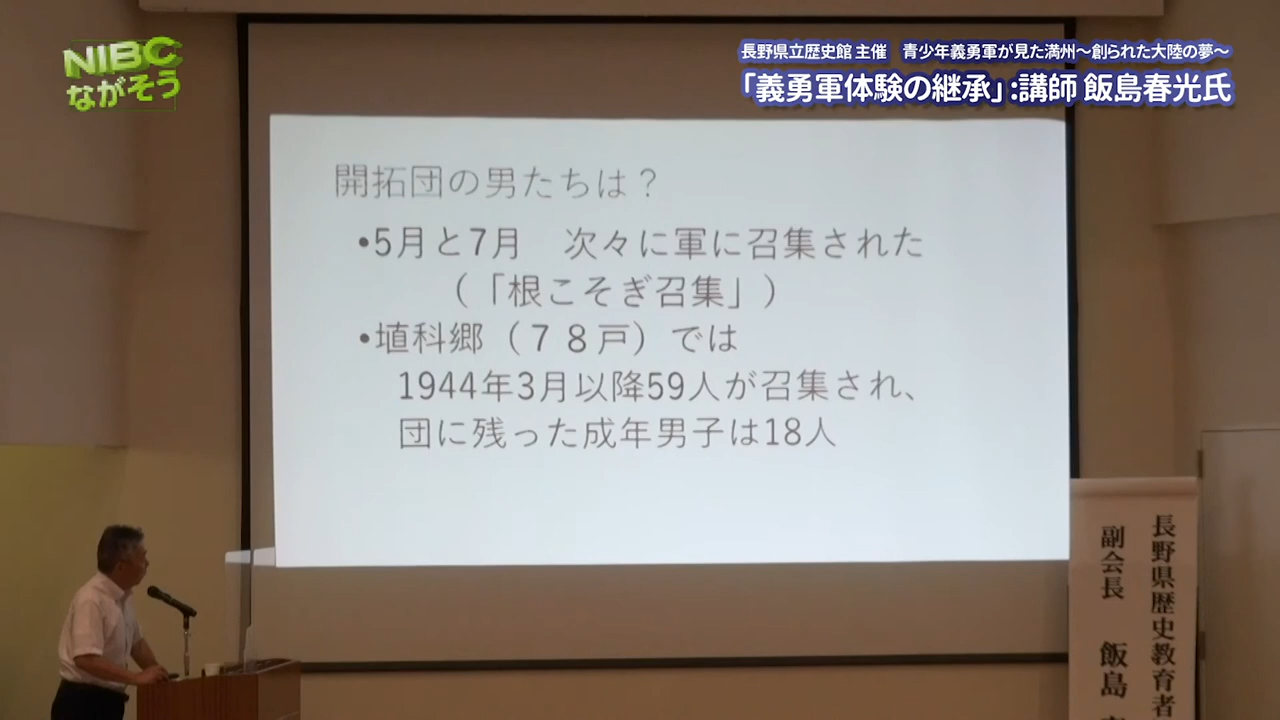 NIBC
ながそう
長野県立歴史館 主催　青少年義勇軍が見た満州～創られた大陸の夢～
「義勇軍体験の継承」:講師 飯島春光氏
開拓団の男たちは？
•5月と7月　次々に軍に召集された
（「根こそぎ召集」）
•埴科郷（７８戸）では
1944年3月以降59人が召集され、
団に残った成年男子は18人
長野県歴史教育者
副会長　飯島